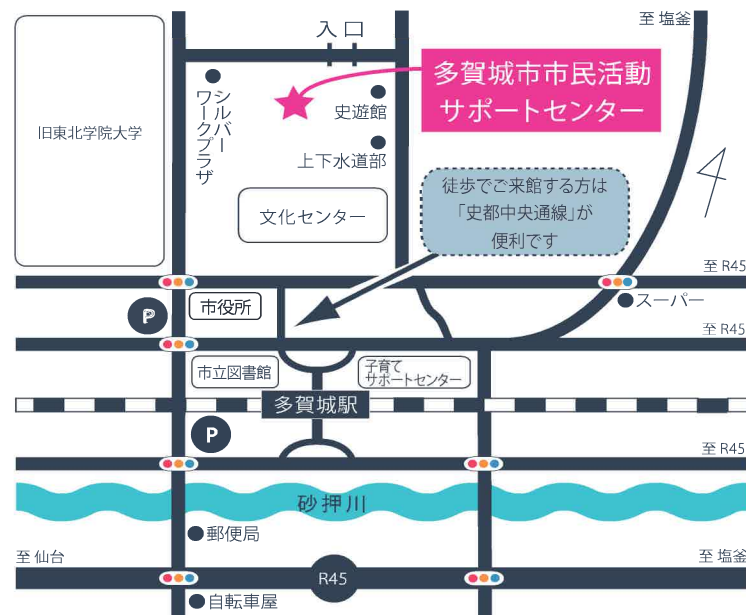 至 塩釜
入口
多賀城市市民活動
サポートセンター
シルバー
ワークプラザ
史遊館
旧東北学院大学
上下水道部
徒歩でご来館する方は
「史都中央通線」が
便利です
文化センター
至 R45
市役所
スーパー
P
至 R45
市立図書館
子育て
サポートセンター
多賀城駅
P
至 R45
砂押川
郵便局
至 仙台
至 塩釜
R45
自転車屋